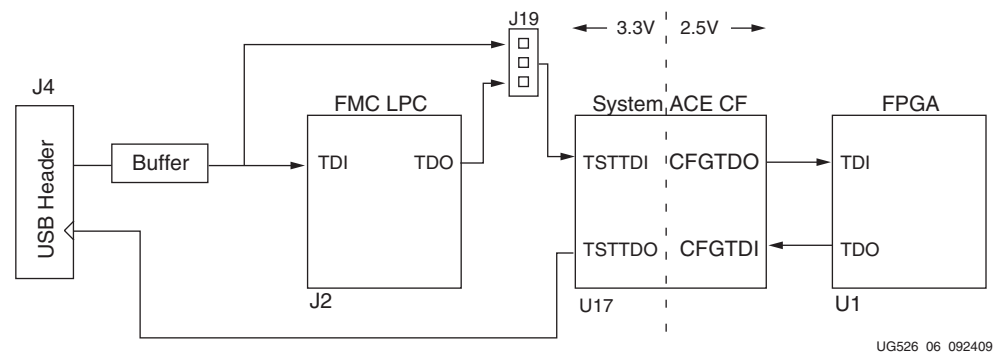 J19
3.3V
2.5V
J4
FMC LPC
System ACE CF
FPGA
USB Header
Buffer
TDI
TDO
TSTTDI
CFGTDO
TDI
TSTTDO
CFGTDI
TDO
J2
U17
U1
UG526_06_092409